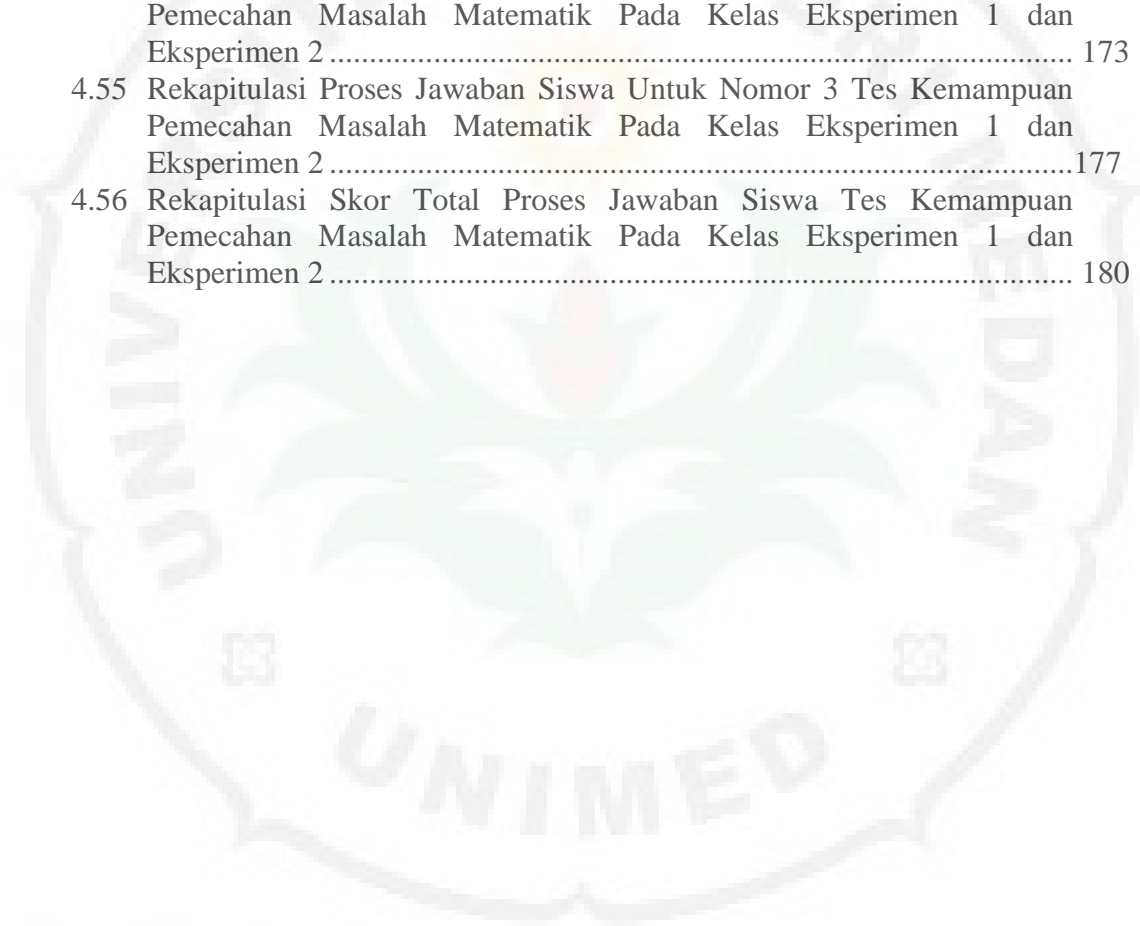 Pemecahan Masalah Matematik Pada Kelas Eksperimen 1 dan
Eksperimen 2 ............................................................................................ 173
4.55 Rekapitulasi Proses Jawaban Siswa Untuk Nomor 3 Tes Kemampuan
Pemecahan Masalah Matematik Pada Kelas Eksperimen 1 dan
Eksperimen 2 ............................................................................................177
4.56 Rekapitulasi Skor Total Proses Jawaban Siswa Tes Kemampuan
Pemecahan Masalah Matematik Pada Kelas Eksperimen 1 dan
Eksperimen 2 ............................................................................................ 180
UNIMED